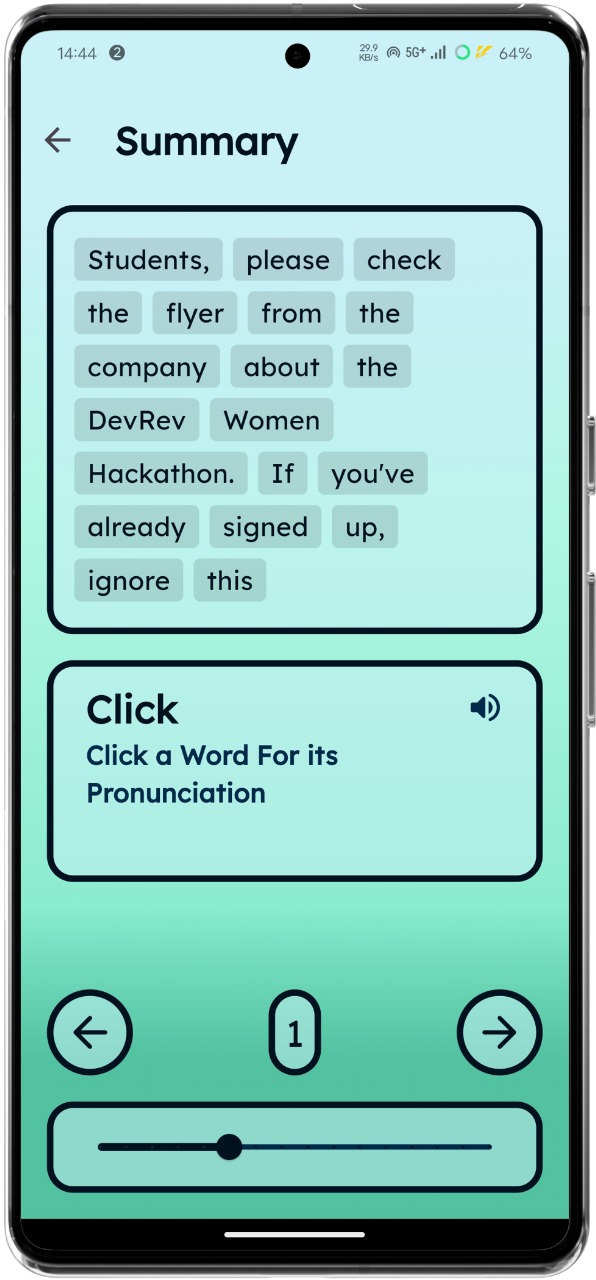 14:44 2 29.9 KB/s 5G+ 64%
Summary
Students, please check
the flyer from the
company about the
DevRev Women
Hackathon. If you've
already signed up,
ignore this
Click
Click a Word For its
Pronunciation
1